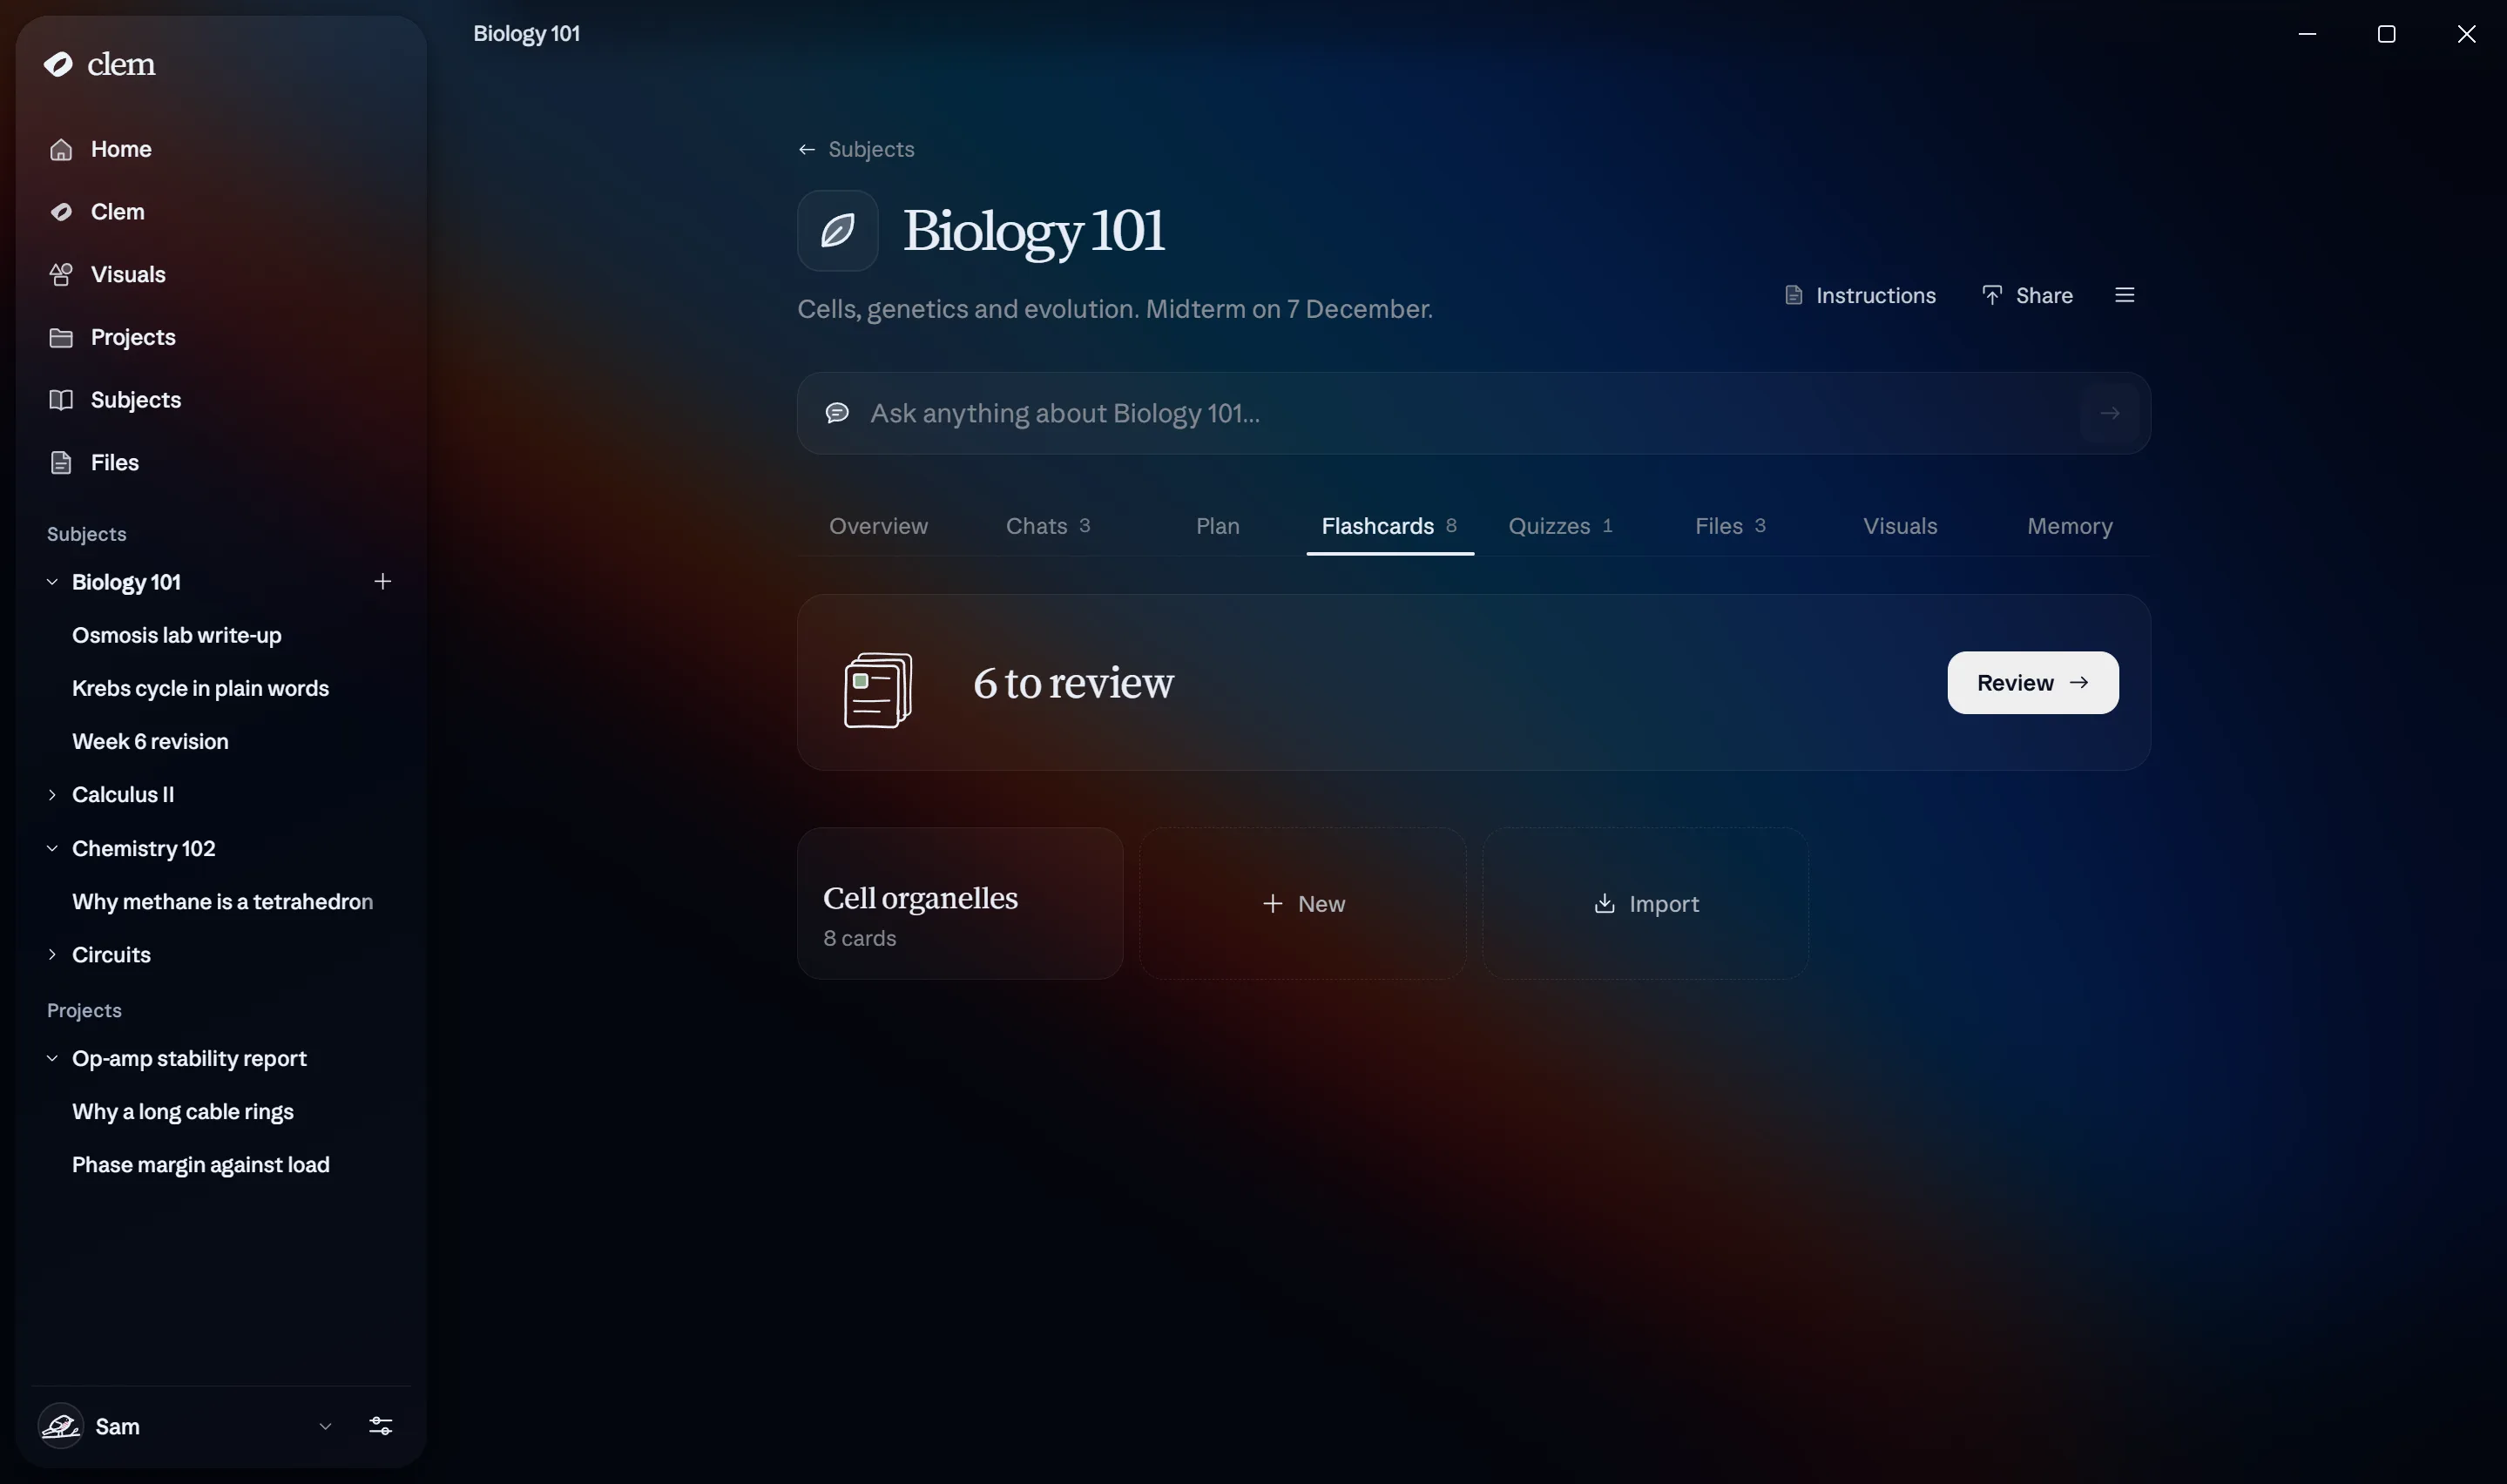 clem
Home
Clem
Visuals
Projects
Subjects
Files
Subjects
Biology 101
Osmosis lab write-up
Krebs cycle in plain words
Week 6 revision
Calculus II
Chemistry 102
Why methane is a tetrahedron
Circuits
Projects
Op-amp stability report
Why a long cable rings
Phase margin against load
Sam
Biology 101
Subjects
Biology 101
Cells, genetics and evolution. Midterm on 7 December.
Instructions
Share
Ask anything about Biology 101...
Overview
Chats 3
Plan
Flashcards 8
Quizzes 1
Files 3
Visuals
Memory
6 to review
Review
Cell organelles
8 cards
New
Import